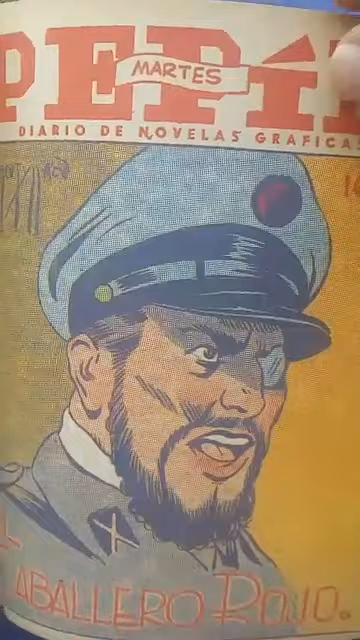 PEPÍ
MARTES
DIARIO DE NOVELAS GRAFICAS
L
ABALLERO ROJO.